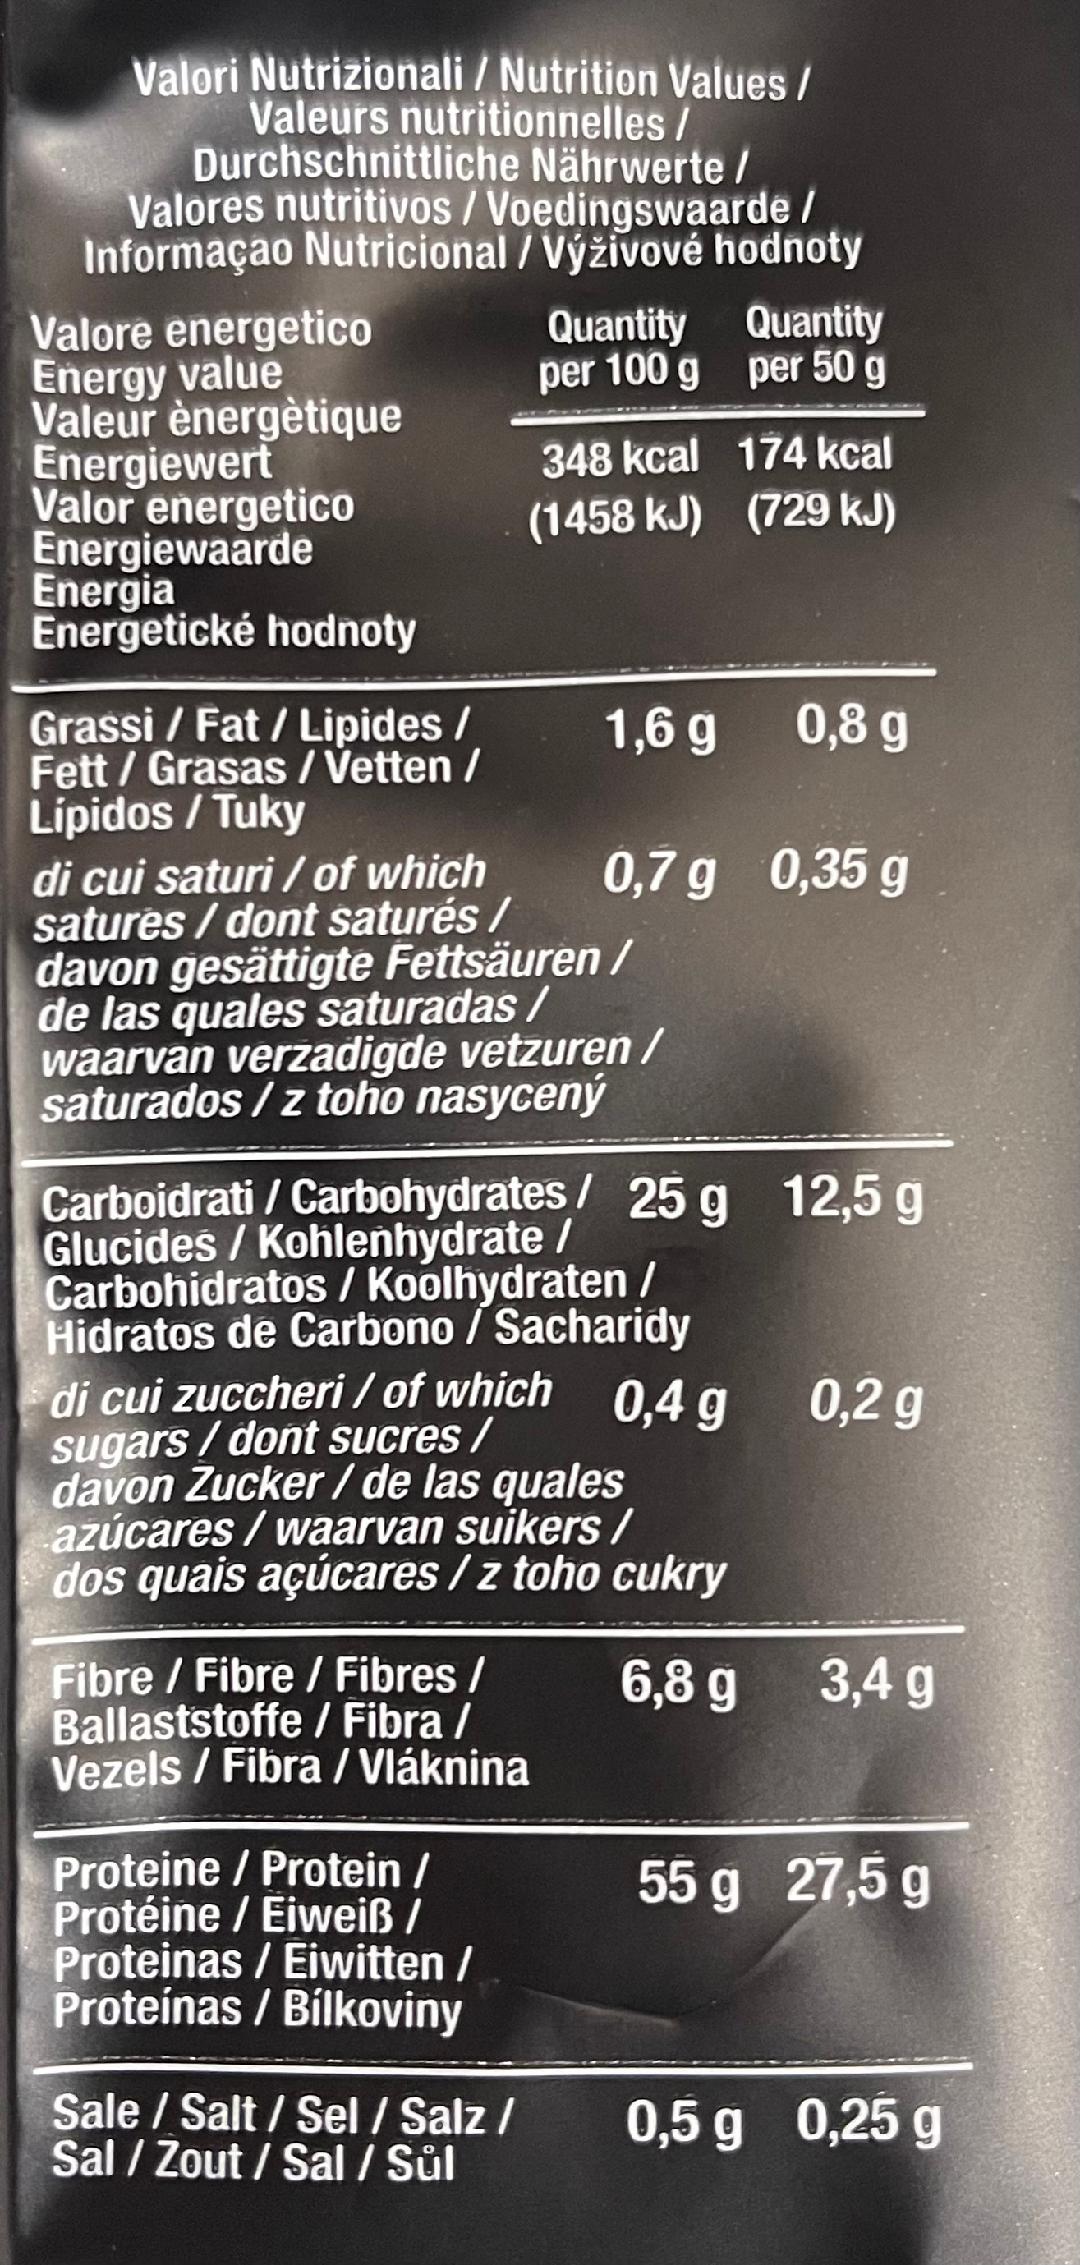 Valori Nutrizionali / Nutrition Values /
Valeurs nutritionnelles /
Durchschnittliche Nährwerte /
Valores nutritivos / Voedingswaarde /
Informaçao Nutricional / Výživové hodnoty
Valore energetico
Energy value
Valeur ènergètique
Energiewert
Valor energetico
Energiewaarde
Energia
Energetické hodnoty
Quantity Quantity
per 100 g per 50 g
348 kcal 174 kcal
(1458 kJ) (729 kJ)
Grassi / Fat / Lipides / 1,6 g 0,8 g
Fett / Grasas / Vetten /
Lípidos / Tuky
di cui saturi / of which 0,7 g 0,35 g
saturès / dont saturés /
davon gesättigte Fettsäuren /
de las quales saturadas /
waarvan verzadigde vetzuren /
saturados / z toho nasycený
Carboidrati / Carbohydrates / 25 g 12,5 g
Glucides / Kohlenhydrate /
Carbohidratos / Koolhydraten /
Hidratos de Carbono / Sacharidy
di cui zuccheri / of which 0,4 g 0,2 g
sugars / dont sucres /
davon Zucker / de las quales
azúcares / waarvan suikers /
dos quais açúcares / z toho cukry
Fibre / Fibre / Fibres / 6,8 g 3,4 g
Ballaststoffe / Fibra /
Vezels / Fibra / Vláknina
Proteine / Protein / 55 g 27,5 g
Protéine / Eiweiß /
Proteinas / Eiwitten /
Proteínas / Bílkoviny
Sale / Salt / Sel / Salz / 0,5 g 0,25 g
Sal / Zout / Sal / Sůl